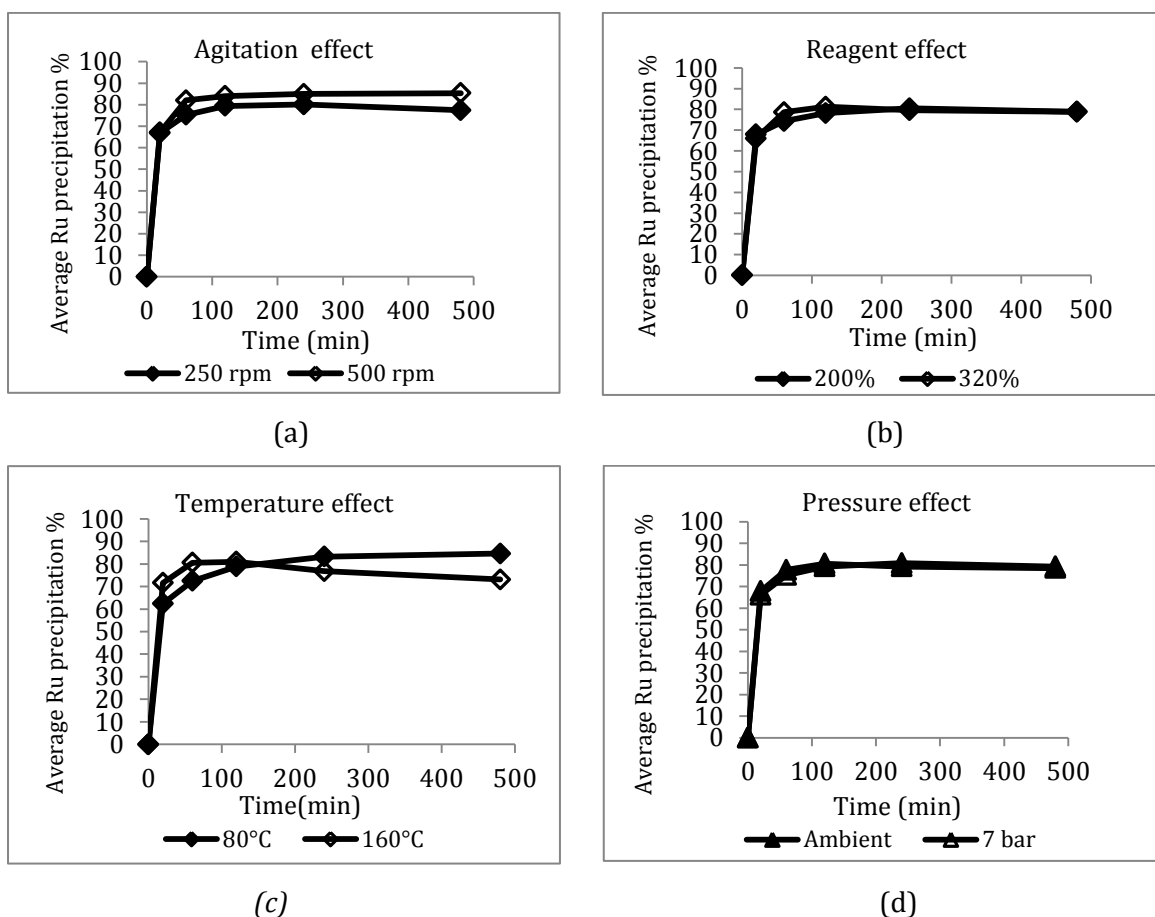 Agitation effect
Average Ru precipitation %
100
90
80
70
60
50
40
30
20
10
0
0 100 200 300 400 500
Time (min)
250 rpm 500 rpm
(a)
Reagent effect
Average Ru precipitation %
100
90
80
70
60
50
40
30
20
10
0
0 100 200 300 400 500
Time (min)
200% 320%
(b)
Temperature effect
Average Ru precipitation %
100
90
80
70
60
50
40
30
20
10
0
0 100 200 300 400 500
Time(min)
80°C 160°C
(c)
Pressure effect
Average Ru precipitation %
100
90
80
70
60
50
40
30
20
10
0
0 100 200 300 400 500
Time (min)
Ambient 7 bar
(d)